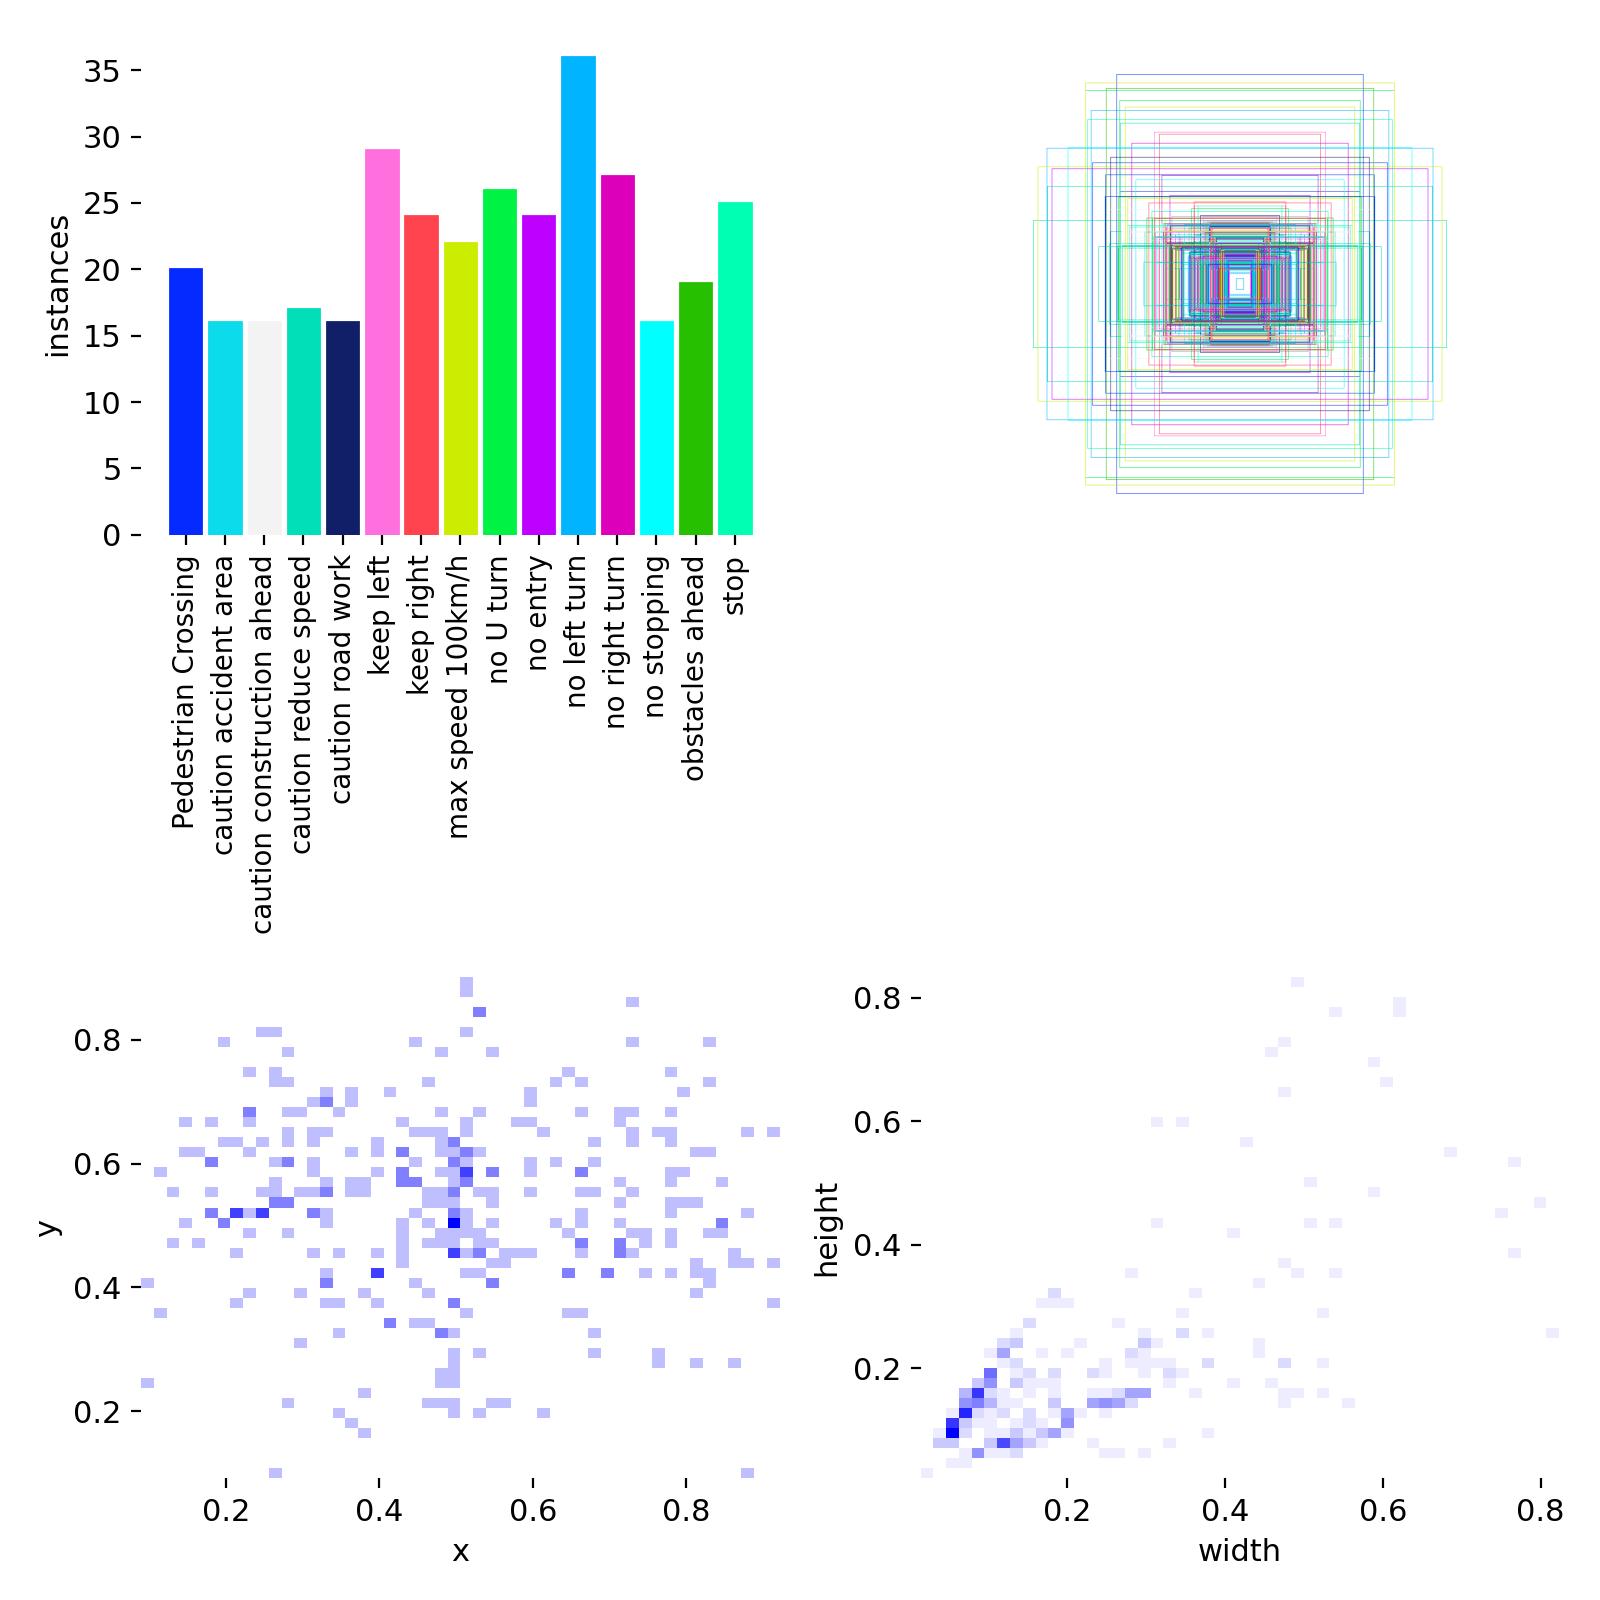 instances
35
30
25
20
15
10
5
0
Pedestrian Crossing
caution accident area
caution construction ahead
caution reduce speed
caution road work
keep left
keep right
max speed 100km/h
no U turn
no entry
no left turn
no right turn
no stopping
obstacles ahead
stop
y
0.8
0.6
0.4
0.2
0.2 0.4 0.6 0.8
x
height
0.8
0.6
0.4
0.2
0.2 0.4 0.6 0.8
width